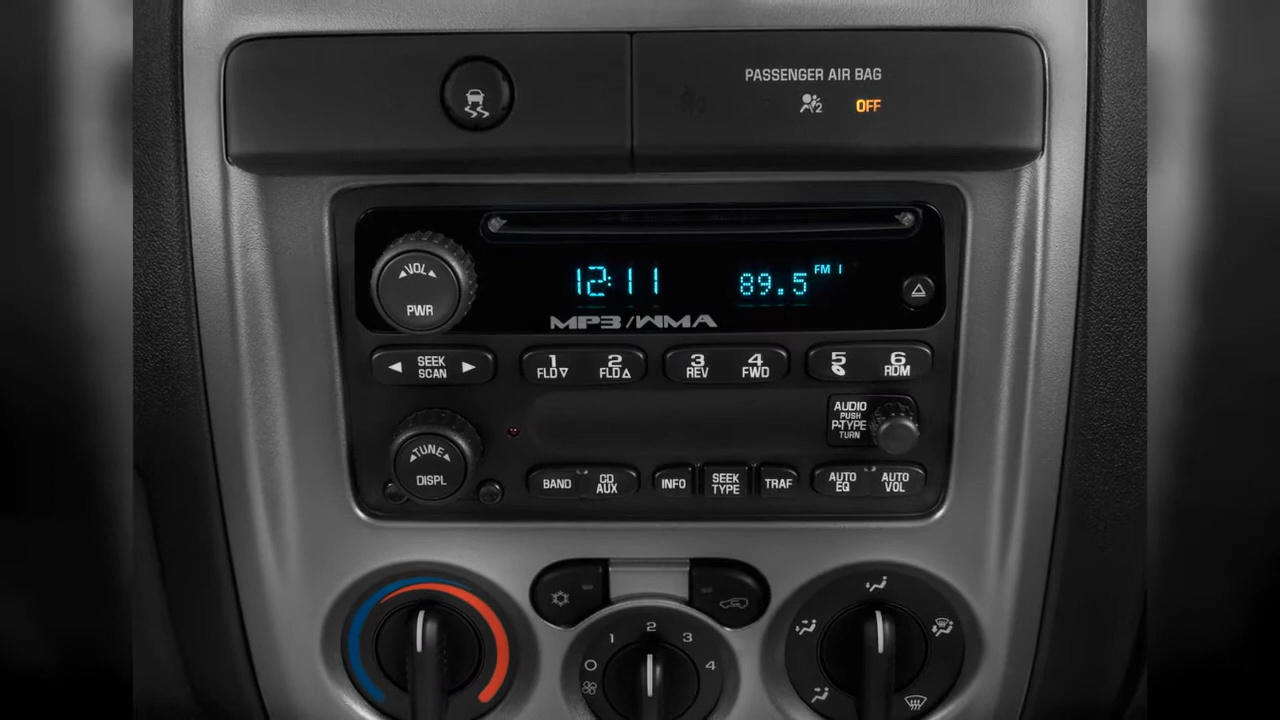 PASSENGER AIR BAG
2 OFF
VOL
PWR
12:11 89.5 FM 1
MP3/WMA
SEEK
SCAN
1 2 3 4 5 6
FLD FLD REV FWD RDM
AUDIO
PUSH
P-TYPE
TURN
TUNE
DISPL
BAND CD AUX INFO SEEK TYPE TRAF AUTO EQ AUTO VOL
1 2 3 4
O